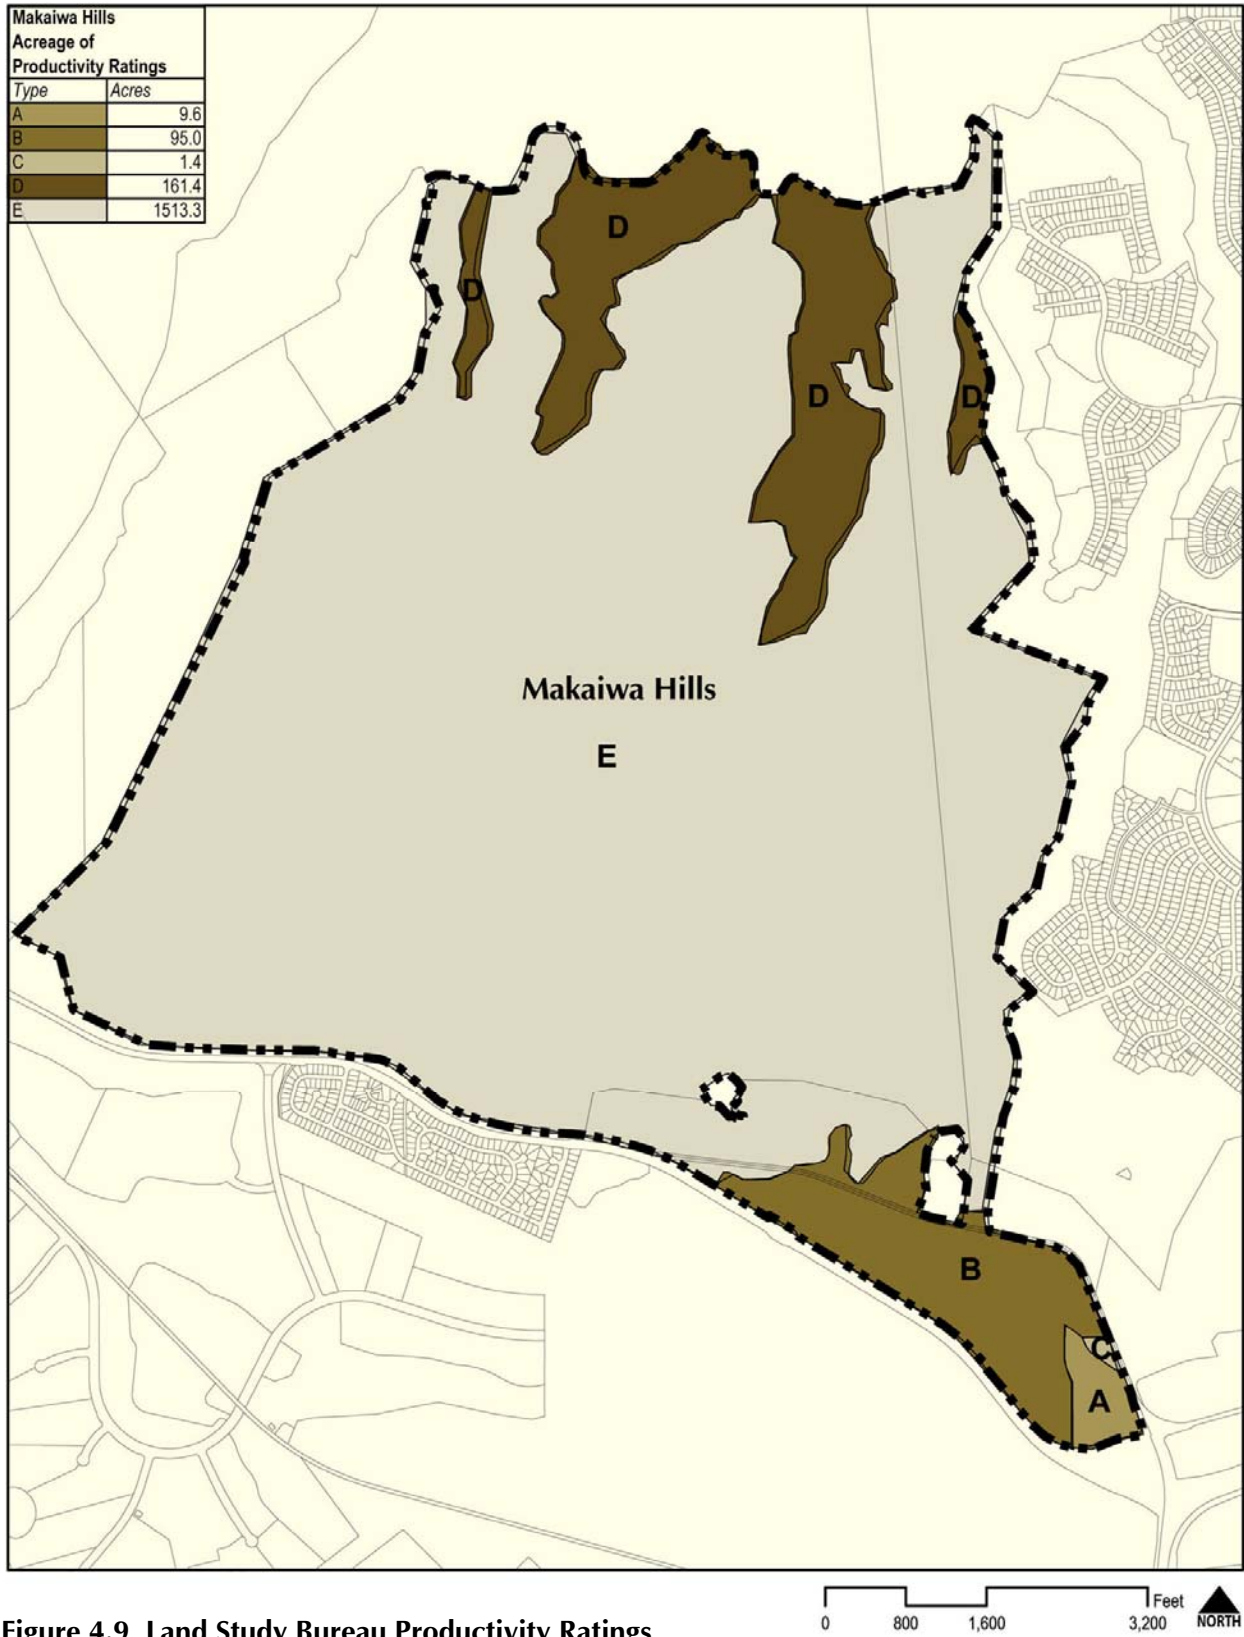 Makaiwa Hills
Acreage of
Productivity Ratings
Type Acres
A 9.6
B 95.0
C 1.4
D 161.4
E 1513.3
D
D
D
D
Makaiwa Hills
E
B
C
A
Feet
0 800 1,600 3,200 NORTH
Figure 4.9 Land Study Bureau Productivity Ratings